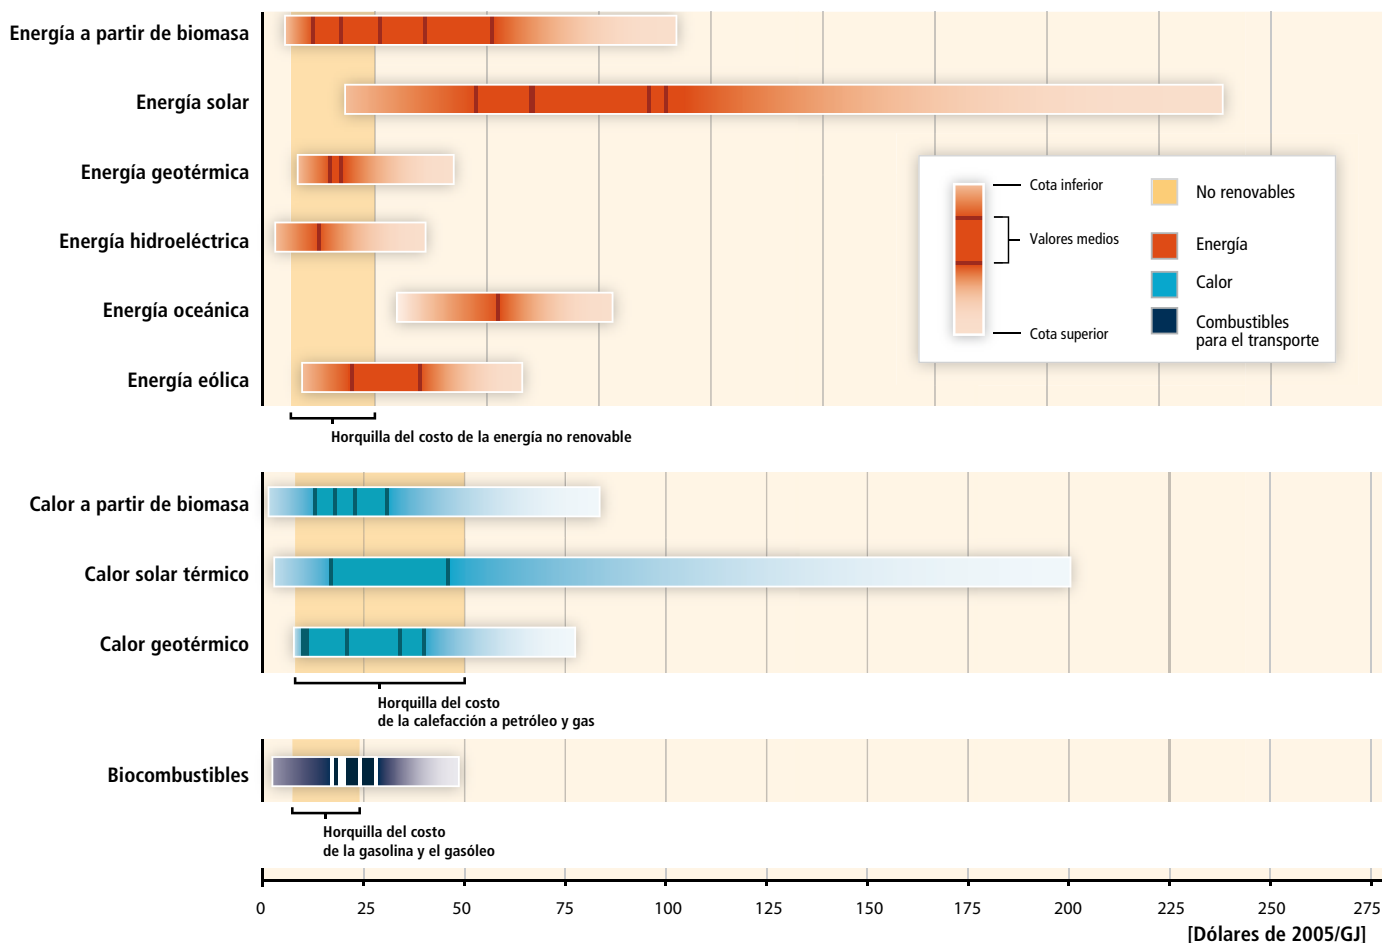 Energía a partir de biomasa
Energía solar
Energía geotérmica
Energía hidroeléctrica
Energía oceánica
Energía eólica
Cota inferior
Valores medios
Cota superior
No renovables
Energía
Calor
Combustibles
para el transporte
Horquilla del costo de la energía no renovable
Calor a partir de biomasa
Calor solar térmico
Calor geotérmico
Horquilla del costo
de la calefacción a petróleo y gas
Biocombustibles
Horquilla del costo
de la gasolina y el gasóleo
0 25 50 75 100 125 150 175 200 225 250 275
[Dólares de 2005/GJ]